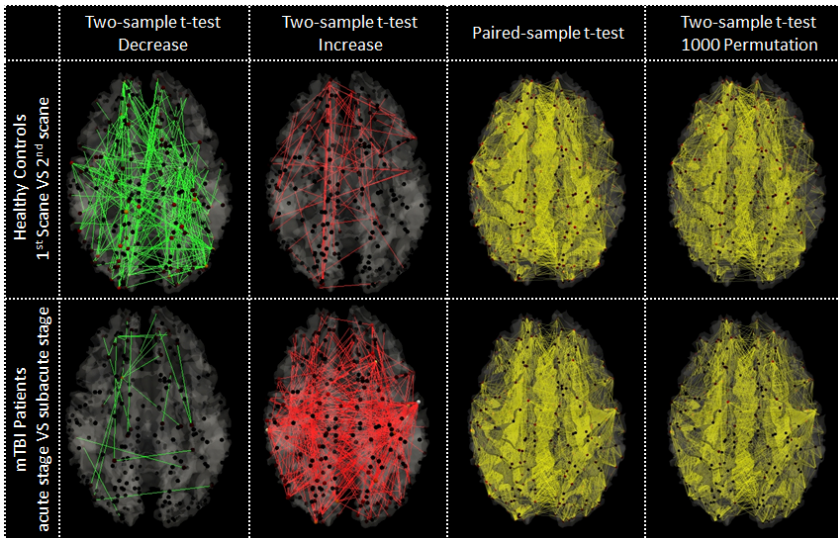 Two-sample t-test
Decrease
Two-sample t-test
Increase
Paired-sample t-test
Two-sample t-test
1000 Permutation
Healthy Controls
1st Scane VS 2nd scane
mTBI Patients
acute stage VS subacute stage